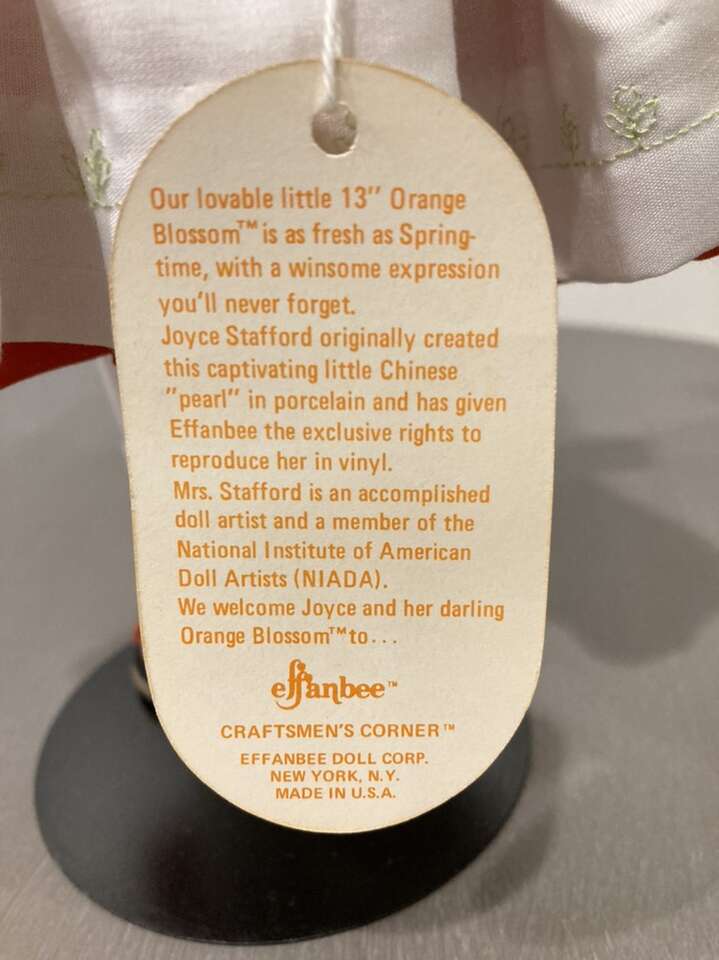 Our lovable little 13" Orange
Blossom™ is as fresh as Spring-
time, with a winsome expression
you'll never forget.
Joyce Stafford originally created
this captivating little Chinese
"pearl" in porcelain and has given
Effanbee the exclusive rights to
reproduce her in vinyl.
Mrs. Stafford is an accomplished
doll artist and a member of the
National Institute of American
Doll Artists (NIADA).
We welcome Joyce and her darling
Orange Blossom™ to...
effanbee™
CRAFTSMEN'S CORNER™
EFFANBEE DOLL CORP.
NEW YORK, N.Y.
MADE IN U.S.A.